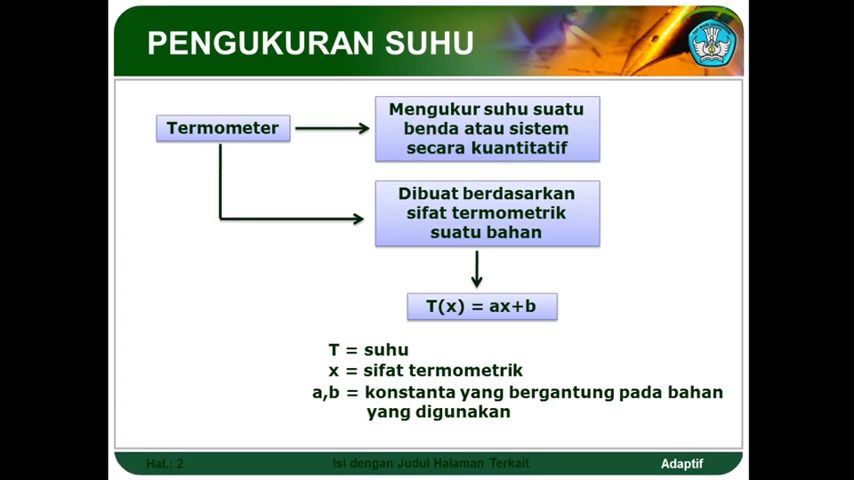 PENGUKURAN SUHU
Termometer
Mengukur suhu suatu
benda atau sistem
secara kuantitatif
Dibuat berdasarkan
sifat termometrik
suatu bahan
T(x) = ax+b
T = suhu
x = sifat termometrik
a,b = konstanta yang bergantung pada bahan
yang digunakan
Hal.: 2
Isi dengan Judul Halaman Terkait
Adaptif